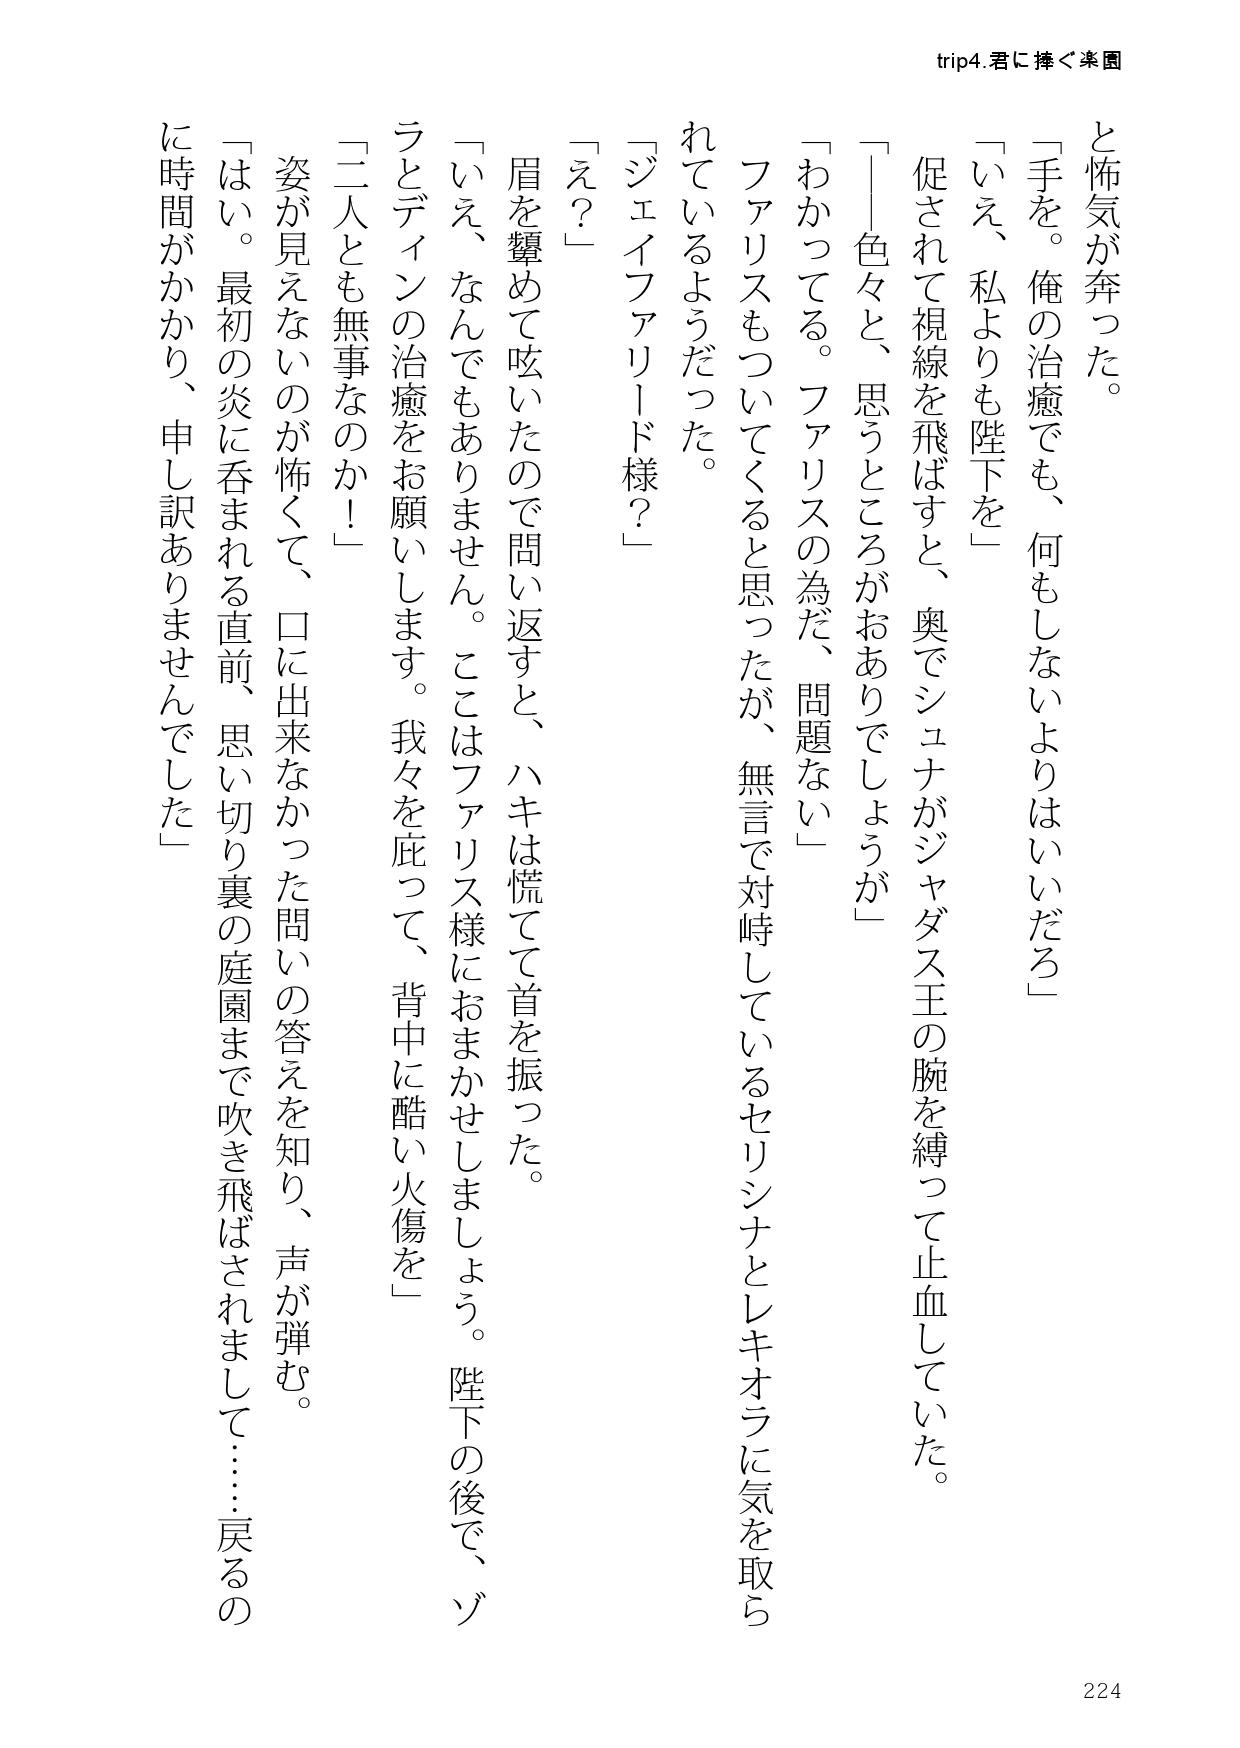 trip4.君に捧ぐ楽園
と怖気が奔った。
「手を。俺の治癒でも、何もしないよりはいいだろ」
「いえ、私よりも陛下を」
　促されて視線を飛ばすと、奥でシュナがジャダス王の腕を縛って止血していた。
「――色々と、思うところがおありでしょうが」
「わかってる。ファリスの為だ、問題ない」
　ファリスもついてくると思ったが、無言で対峙しているセリシナとレキオラに気を取ら
れているようだった。
「ジェイファリード様？」
「え？」
　眉を顰めて呟いたので問い返すと、ハキは慌てて首を振った。
「いえ、なんでもありません。ここはファリス様におまかせしましょう。陛下の後で、ゾ
ラとディンの治癒をお願いします。我々を庇って、背中に酷い火傷を」
「二人とも無事なのか！」
　姿が見えないのが怖くて、口に出来なかった問いの答えを知り、声が弾む。
「はい。最初の炎に呑まれる直前、思い切り裏の庭園まで吹き飛ばされまして……戻るの
に時間がかかり、申し訳ありませんでした」
224